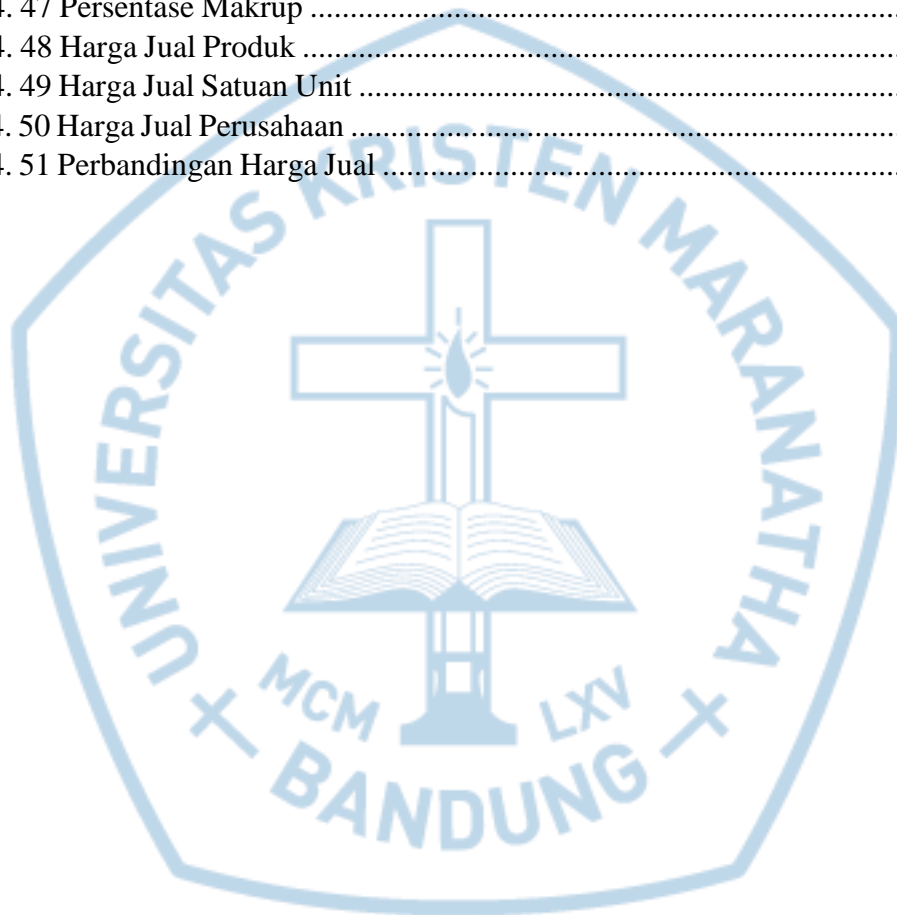 4. 47 Persentase Makrup ................................................................................
4. 48 Harga Jual Produk ................................................................................
4. 49 Harga Jual Satuan Unit ........................................................................
4. 50 Harga Jual Perusahaan .........................................................................
4. 51 Perbandingan Harga Jual .....................................................................
UNIVERSITAS KRISTEN MARANATHA
MCM LXV
BANDUNG